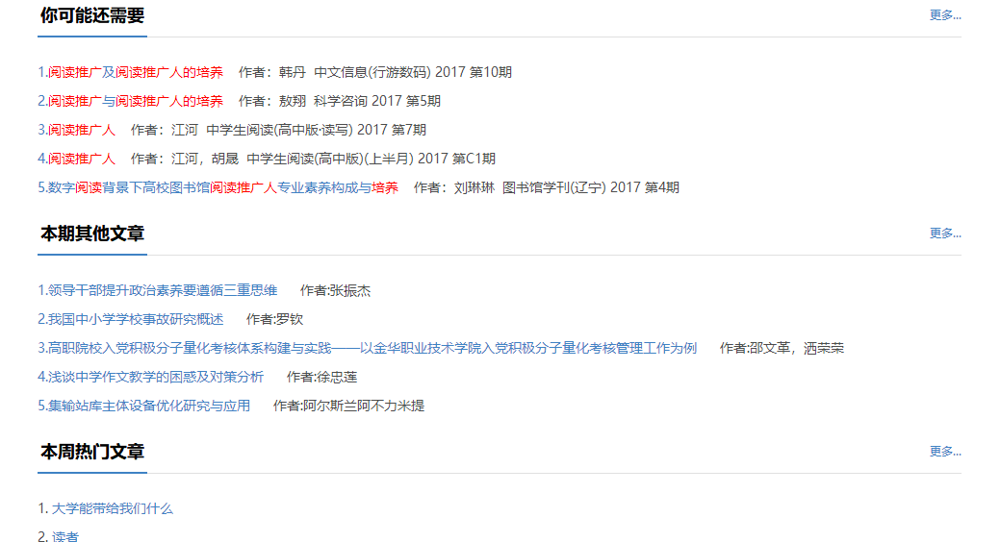 你可能还需要 更多...
1.阅读推广及阅读推广人的培养 作者：韩丹 中文信息(行游数码) 2017 第10期
2.阅读推广与阅读推广人的培养 作者：敖翔 科学咨询 2017 第5期
3.阅读推广人 作者：江河 中学生阅读(高中版·读写) 2017 第7期
4.阅读推广人 作者：江河，胡晟 中学生阅读(高中版)(上半月) 2017 第C1期
5.数字阅读背景下高校图书馆阅读推广人专业素养构成与培养 作者：刘琳琳 图书馆学刊(辽宁) 2017 第4期
本期其他文章 更多...
1.领导干部提升政治素养要遵循三重思维 作者:张振杰
2.我国中小学学校事故研究概述 作者:罗钦
3.高职院校入党积极分子量化考核体系构建与实践——以金华职业技术学院入党积极分子量化考核管理工作为例 作者:邵文革，洒荣荣
4.浅谈中学作文教学的困惑及对策分析 作者:徐忠莲
5.集输站库主体设备优化研究与应用 作者:阿尔斯兰阿不力米提
本周热门文章 更多...
1. 大学能带给我们什么
2. 读者